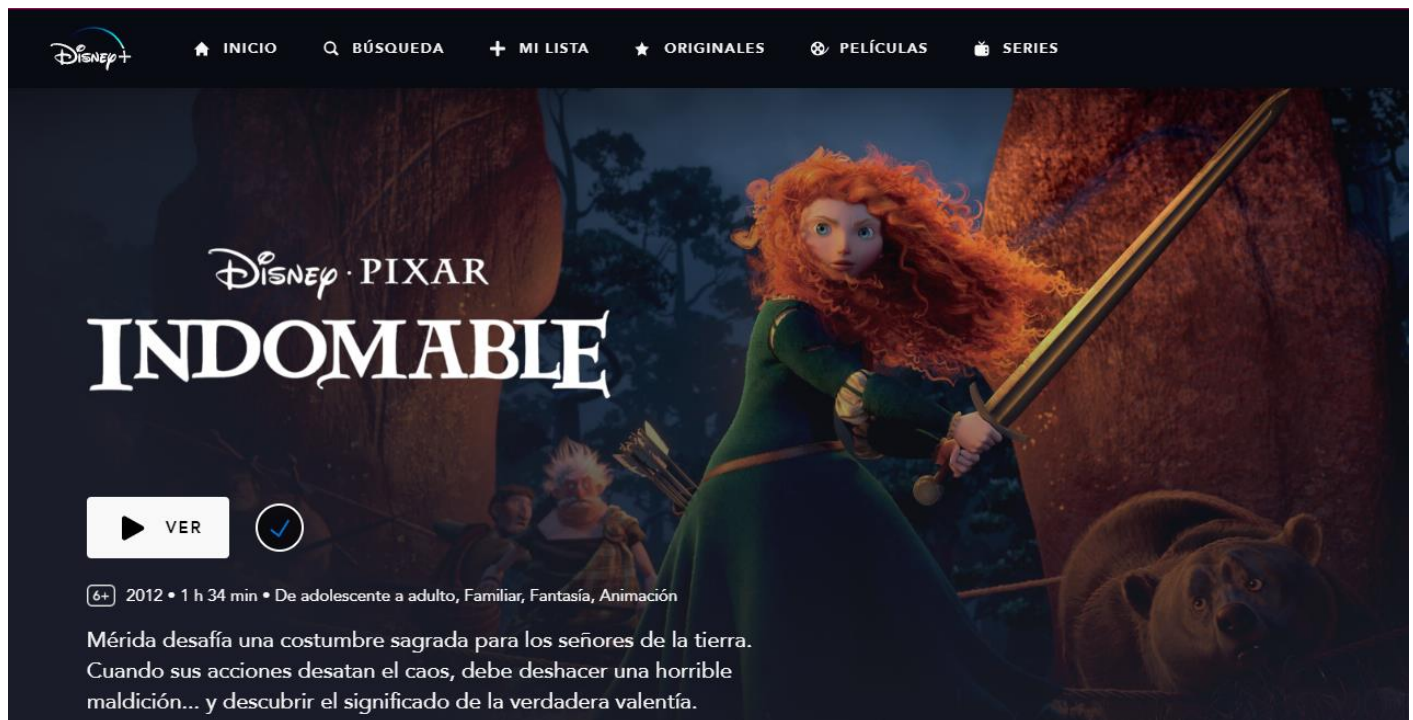 Disney+
INICIO
BÚSQUEDA
MI LISTA
ORIGINALES
PELÍCULAS
SERIES
Disney · PIXAR
INDOMABLE
VER
6+ 2012 • 1 h 34 min • De adolescente a adulto, Familiar, Fantasía, Animación
Mérida desafía una costumbre sagrada para los señores de la tierra.
Cuando sus acciones desatan el caos, debe deshacer una horrible
maldición... y descubrir el significado de la verdadera valentía.